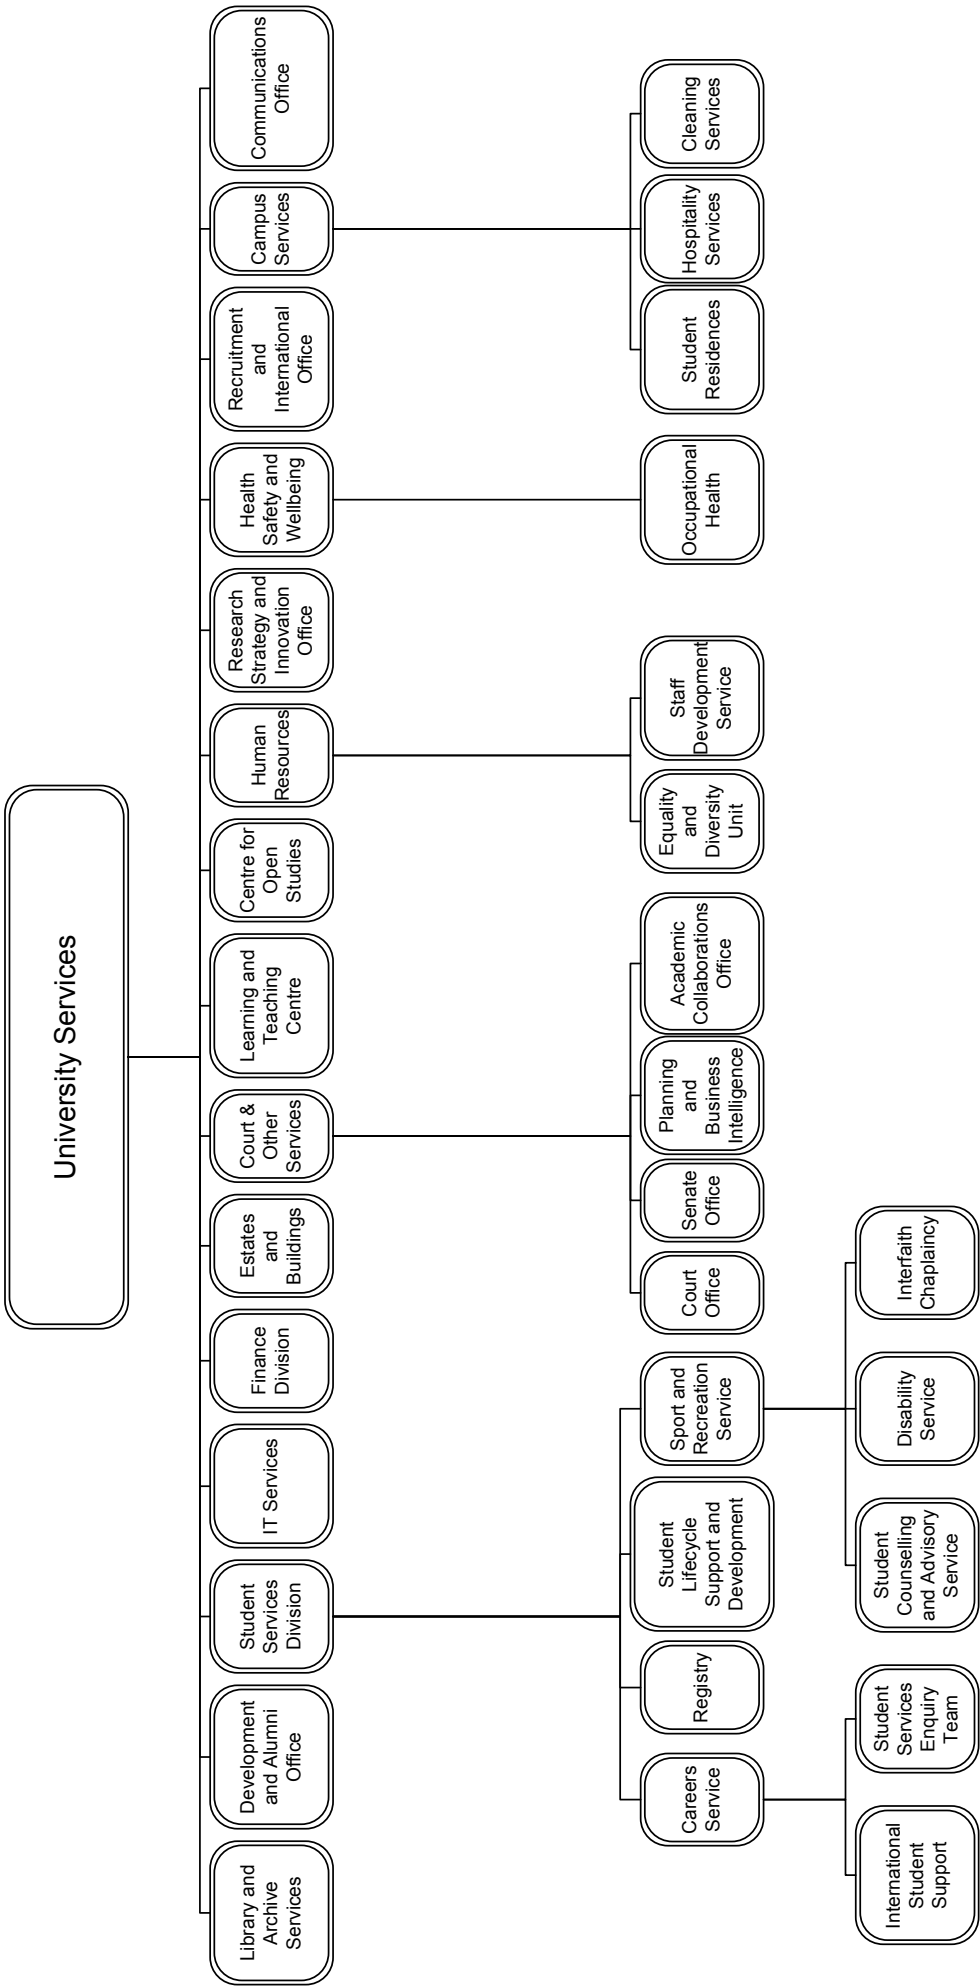 University Services
Library and
Archive
Services
Development
and Alumni
Office
Student
Services
Division
IT Services
Finance
Division
Estates
and
Buildings
Court &
Other
Services
Learning and
Teaching
Centre
Centre for
Open
Studies
Human
Resources
Research
Strategy and
Innovation
Office
Health
Safety and
Wellbeing
Recruitment
and
International
Office
Campus
Services
Communications
Office
Careers
Service
Registry
Student
Lifecycle
Support and
Development
Sport and
Recreation
Service
Court
Office
Senate
Office
Planning
and
Business
Intelligence
Academic
Collaborations
Office
Equality
and
Diversity
Unit
Staff
Development
Service
Occupational
Health
Student
Residences
Hospitality
Services
Cleaning
Services
International
Student
Support
Student
Services
Enquiry
Team
Student
Counselling
and Advisory
Service
Disability
Service
Interfaith
Chaplaincy